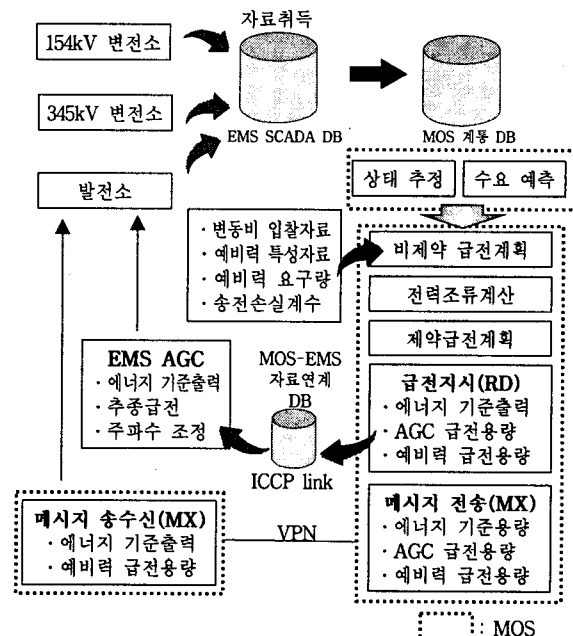 자료취득
154kV 변전소
345kV 변전소
발전소
EMS SCADA DB
MOS 계통 DB
상태 추정
수요 예측
· 변동비 입찰자료
· 예비력 특성자료
· 예비력 요구량
· 송전손실계수
비제약 급전계획
전력조류계산
제약급전계획
EMS AGC
· 에너지 기준출력
· 추종급전
· 주파수 조정
MOS-EMS
자료연계
DB
ICCP link
급전지시(RD)
· 에너지 기준출력
· AGC 급전용량
· 예비력 급전용량
메시지 송수신(MX)
· 에너지 기준출력
· 예비력 급전용량
VPN
메시지 전송(MX)
· 에너지 기준용량
· AGC 급전용량
· 예비력 급전용량
: MOS